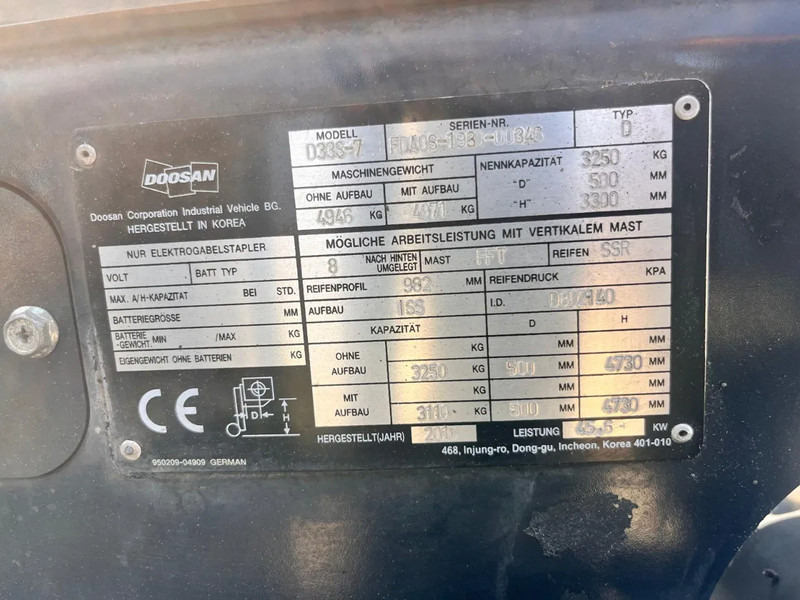 DOOSAN
Doosan Corporation Industrial Vehicle BG.
HERGESTELLT IN KOREA
NUR ELEKTROGABELSTAPLER
VOLT BATT TYP
MAX. A/H-KAPAZITAT BEI STD.
BATTERIEGRÖSSE MM
BATTERIE -GEWICHT. MIN /MAX KG
EIGENGEWICHT OHNE BATTERIEN KG
CE
D
H
950209-04909 GERMAN
MODELL SERIEN-NR. TYP
D33S-7 D
MASCHINENGEWICHT
OHNE AUFBAU MIT AUFBAU
4946 KG KG
NENNKAPAZITÄT 3250 KG
"D" 500 MM
"H" 3300 MM
MÖGLICHE ARBEITSLEISTUNG MIT VERTIKALEM MAST
8 NACH HINTEN UMGELEGT MAST FFT REIFEN SSR
REIFENPROFIL 982 MM REIFENDRUCK KPA
AUFBAU ISS I.D.
KAPAZITÄT D H
KG MM MM
OHNE AUFBAU 3250 KG 500 MM 4730 MM
KG MM MM
MIT AUFBAU KG 500 MM 4730 MM
HERGESTELLT(JAHR) LEISTUNG 45.5 KW
468, Injung-ro, Dong-gu, Incheon, Korea 401-010